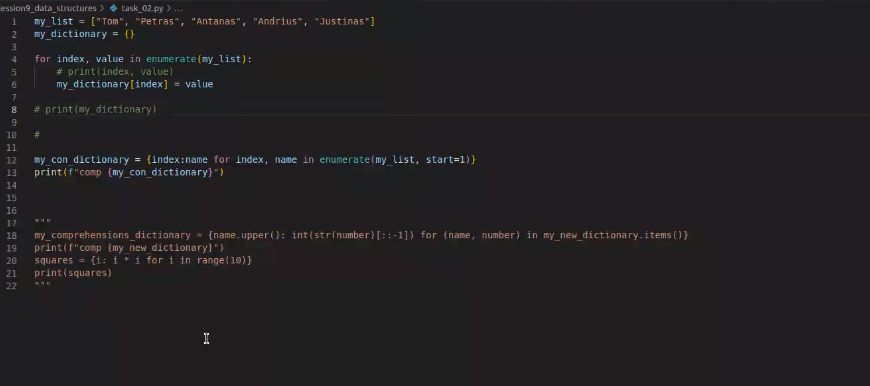 ession9_data_structures > task_02.py > ...
1 my_list = ["Tom", "Petras", "Antanas", "Andrius", "Justinas"]
2 my_dictionary = {}
3
4 for index, value in enumerate(my_list):
5     # print(index, value)
6     my_dictionary[index] = value
7
8 # print(my_dictionary)
9
10 #
11
12 my_con_dictionary = {index:name for index, name in enumerate(my_list, start=1)}
13 print(f"comp {my_con_dictionary}")
14
15
16
17 """
18 my_comprehensions_dictionary = {name.upper(): int(str(number)[::-1]) for (name, number) in my_new_dictionary.items()}
19 print(f"comp {my_new_dictionary}")
20 squares = {i: i * i for i in range(10)}
21 print(squares)
22 """